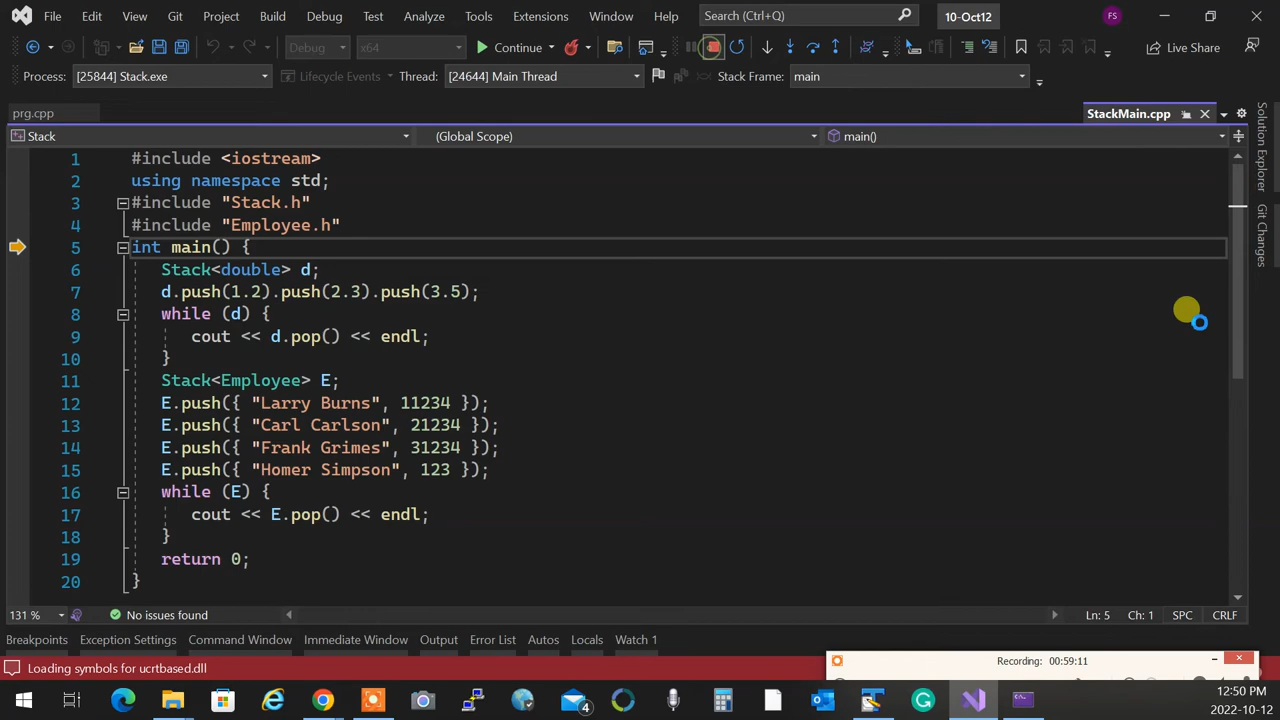 File Edit View Git Project Build Debug Test Analyze Tools Extensions Window Help Search (Ctrl+Q) 10-Oct12 FS
Debug x64 Continue Live Share
Process: [25844] Stack.exe Lifecycle Events Thread: [24644] Main Thread Stack Frame: main
prg.cpp StackMain.cpp
Stack (Global Scope) main()
1 #include <iostream>
2 using namespace std;
3 #include "Stack.h"
4 #include "Employee.h"
5 int main() {
6 Stack<double> d;
7 d.push(1.2).push(2.3).push(3.5);
8 while (d) {
9 cout << d.pop() << endl;
10 }
11 Stack<Employee> E;
12 E.push({ "Larry Burns", 11234 });
13 E.push({ "Carl Carlson", 21234 });
14 E.push({ "Frank Grimes", 31234 });
15 E.push({ "Homer Simpson", 123 });
16 while (E) {
17 cout << E.pop() << endl;
18 }
19 return 0;
20 }
Solution Explorer
Git Changes
131 % No issues found Ln: 5 Ch: 1 SPC CRLF
Breakpoints Exception Settings Command Window Immediate Window Output Error List Autos Locals Watch 1
Loading symbols for ucrtbased.dll
Recording: 00:59:11
4
12:50 PM
2022-10-12